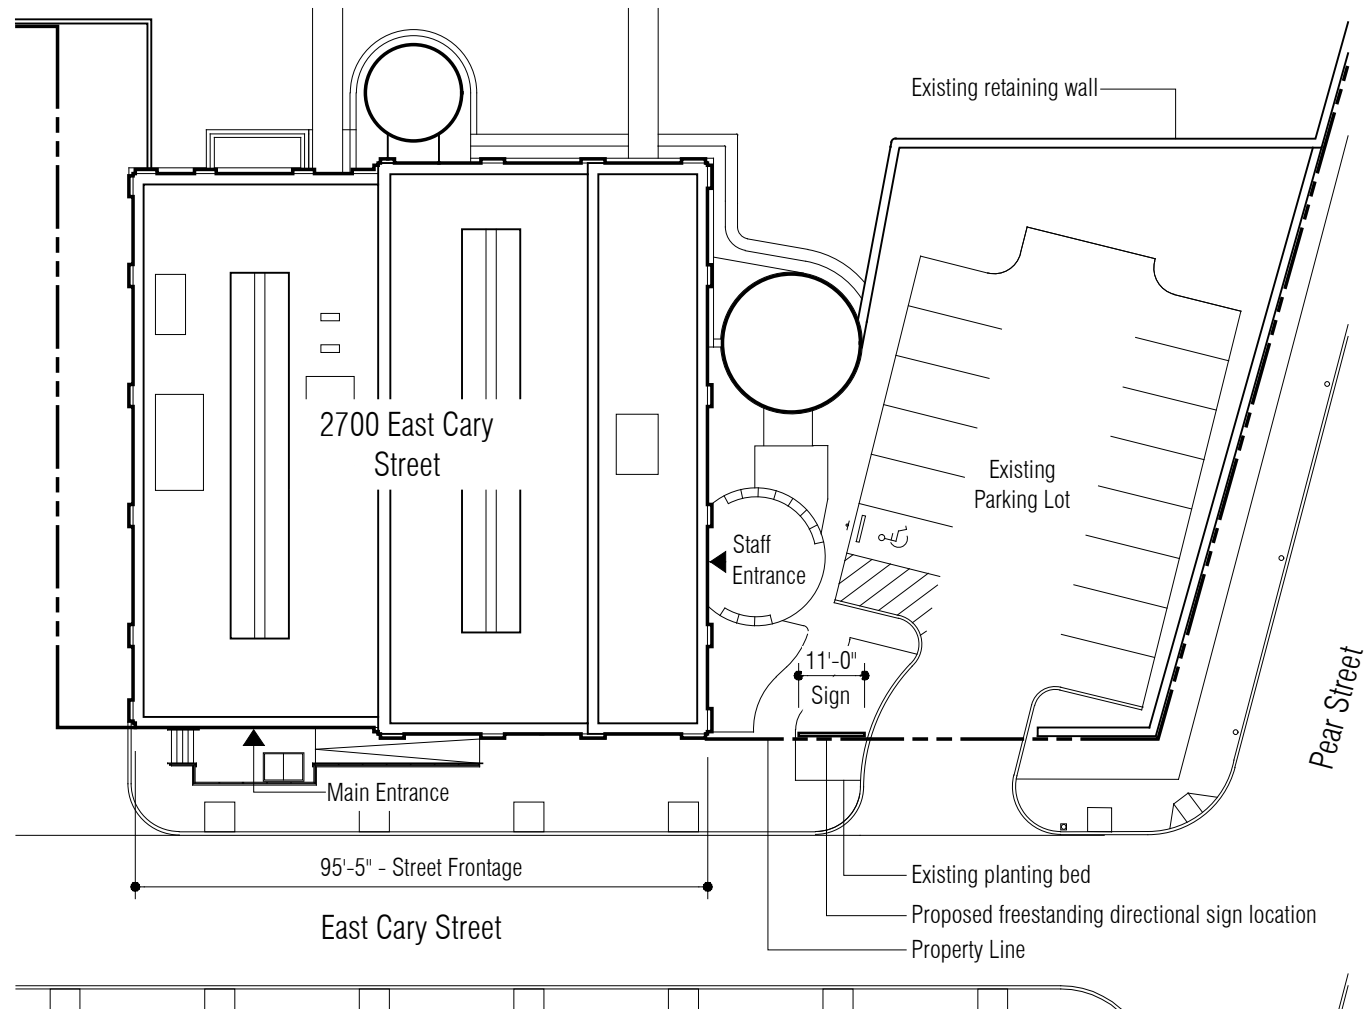 Existing retaining wall
2700 East Cary
Street
Existing
Parking Lot
Staff
Entrance
11'-0"
Sign
Pear Street
Main Entrance
95'-5" - Street Frontage
Existing planting bed
Proposed freestanding directional sign location
East Cary Street
Property Line